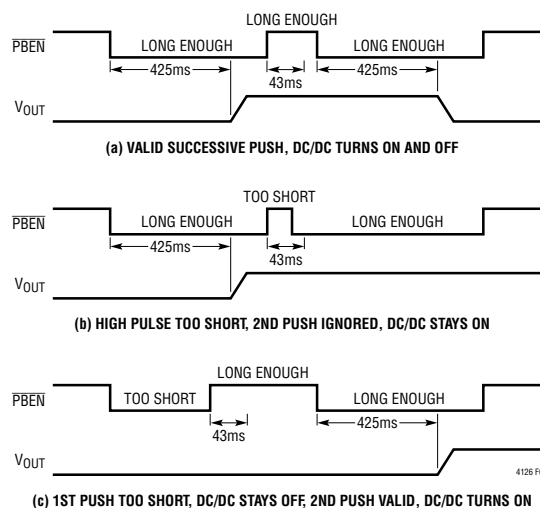 LONG ENOUGH
PBEN LONG ENOUGH LONG ENOUGH
425ms 43ms 425ms
VOUT
(a) VALID SUCCESSIVE PUSH, DC/DC TURNS ON AND OFF
TOO SHORT
PBEN LONG ENOUGH LONG ENOUGH
425ms 43ms
VOUT
(b) HIGH PULSE TOO SHORT, 2ND PUSH IGNORED, DC/DC STAYS ON
LONG ENOUGH
PBEN TOO SHORT LONG ENOUGH
43ms 425ms
VOUT
4126
(c) 1ST PUSH TOO SHORT, DC/DC STAYS OFF, 2ND PUSH VALID, DC/DC TURNS ON